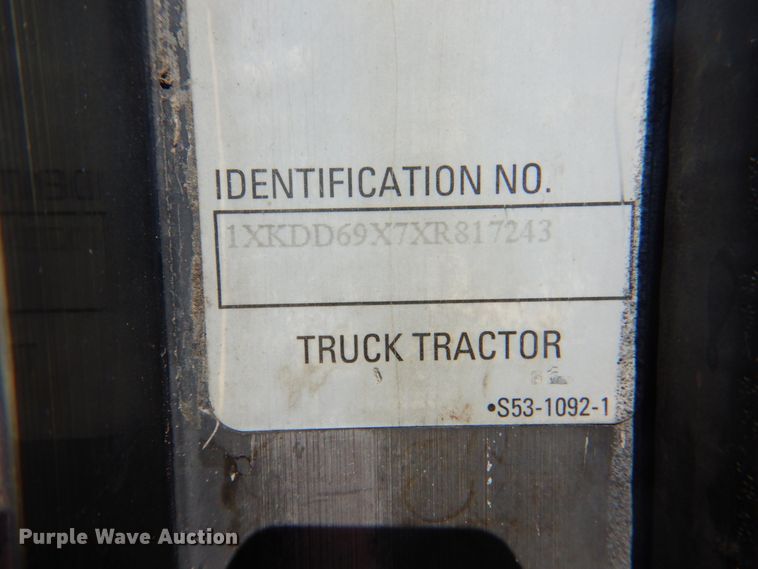 IDENTIFICATION NO.
1XKDD69X7XR817243
TRUCK TRACTOR
•S53-1092-1
Purple Wave Auction